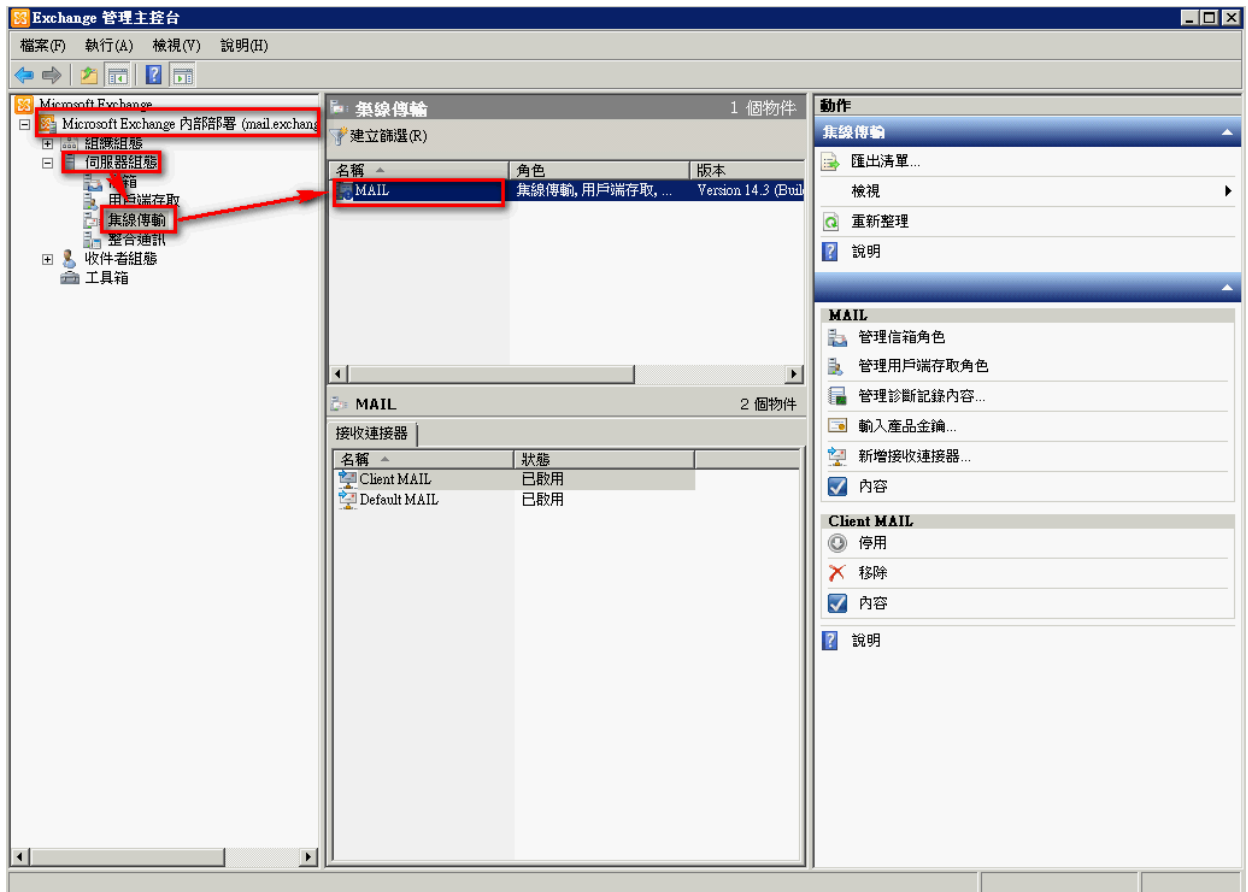 Exchange 管理主控台
檔案(F) 執行(A) 檢視(V) 說明(H)
Microsoft Exchange
Microsoft Exchange 內部部署 (mail.exchang
組織組態
伺服器組態
信箱
用戶端存取
集線傳輸
整合通訊
收件者組態
工具箱
集線傳輸 1 個物件
建立篩選(R)
名稱 角色 版本
MAIL 集線傳輸, 用戶端存取, ... Version 14.3 (Buil
MAIL 2 個物件
接收連接器
名稱 狀態
Client MAIL 已啟用
Default MAIL 已啟用
動作
集線傳輸
匯出清單...
檢視
重新整理
說明
MAIL
管理信箱角色
管理用戶端存取角色
管理診斷記錄內容...
輸入產品金鑰...
新增接收連接器...
內容
Client MAIL
停用
移除
內容
說明